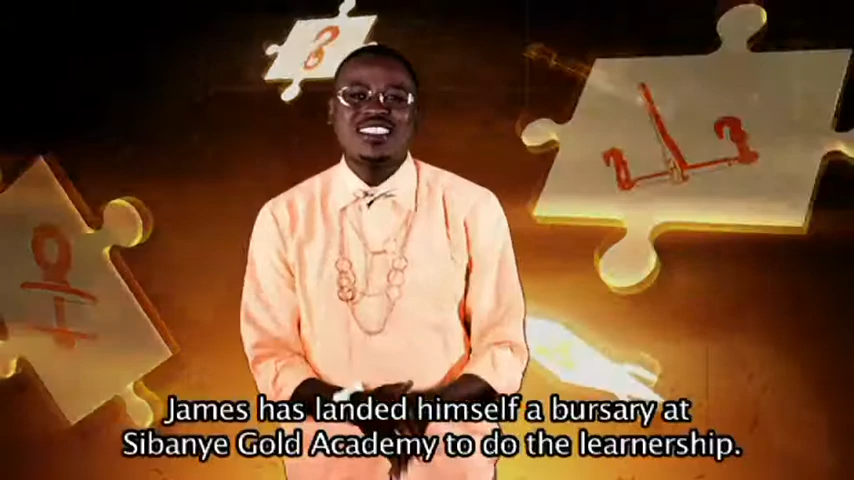 James has landed himself a bursary at
Sibanye Gold Academy to do the learnership.